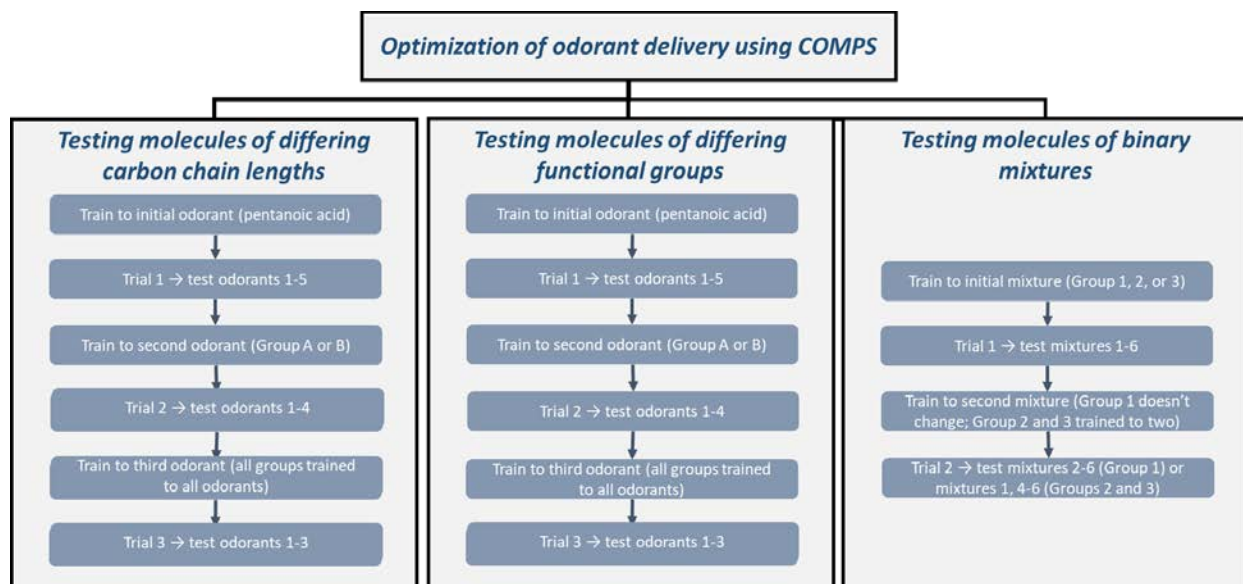 Optimization of odorant delivery using COMPS
Testing molecules of differing
carbon chain lengths
Train to initial odorant (pentanoic acid)
Trial 1 → test odorants 1-5
Train to second odorant (Group A or B)
Trial 2 → test odorants 1-4
Train to third odorant (all groups trained
to all odorants)
Trial 3 → test odorants 1-3
Testing molecules of differing
functional groups
Train to initial odorant (pentanoic acid)
Trial 1 → test odorants 1-5
Train to second odorant (Group A or B)
Trial 2 → test odorants 1-4
Train to third odorant (all groups trained
to all odorants)
Trial 3 → test odorants 1-3
Testing molecules of binary
mixtures
Train to initial mixture (Group 1, 2, or 3)
Trial 1 → test mixtures 1-6
Train to second mixture (Group 1 doesn't
change; Group 2 and 3 trained to two)
Trial 2 → test mixtures 2-6 (Group 1) or
mixtures 1, 4-6 (Groups 2 and 3)